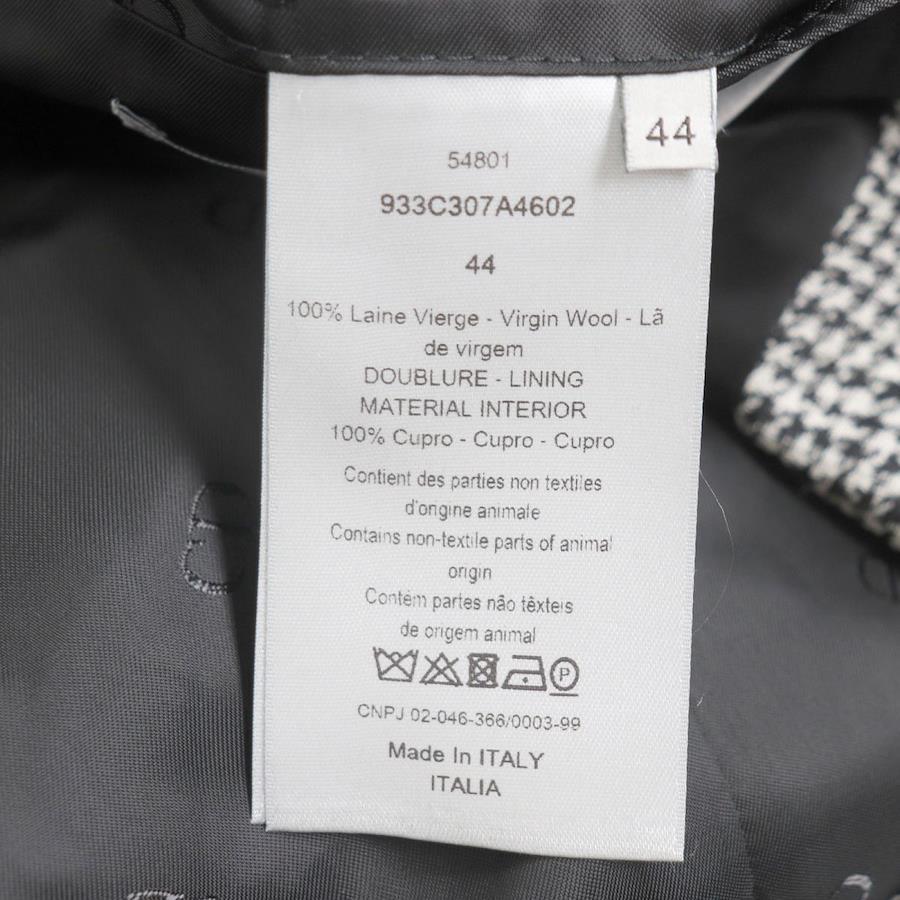 44
54801
933C307A4602
44
100% Laine Vierge - Virgin Wool - Lã
de virgem
DOUBLURE - LINING
MATERIAL INTERIOR
100% Cupro - Cupro - Cupro
Contient des parties non textiles
d'origine animale
Contains non-textile parts of animal
origin
Contém partes não têxteis
de origem animal
P
CNPJ 02-046-366/0003-99
Made In ITALY
ITALIA